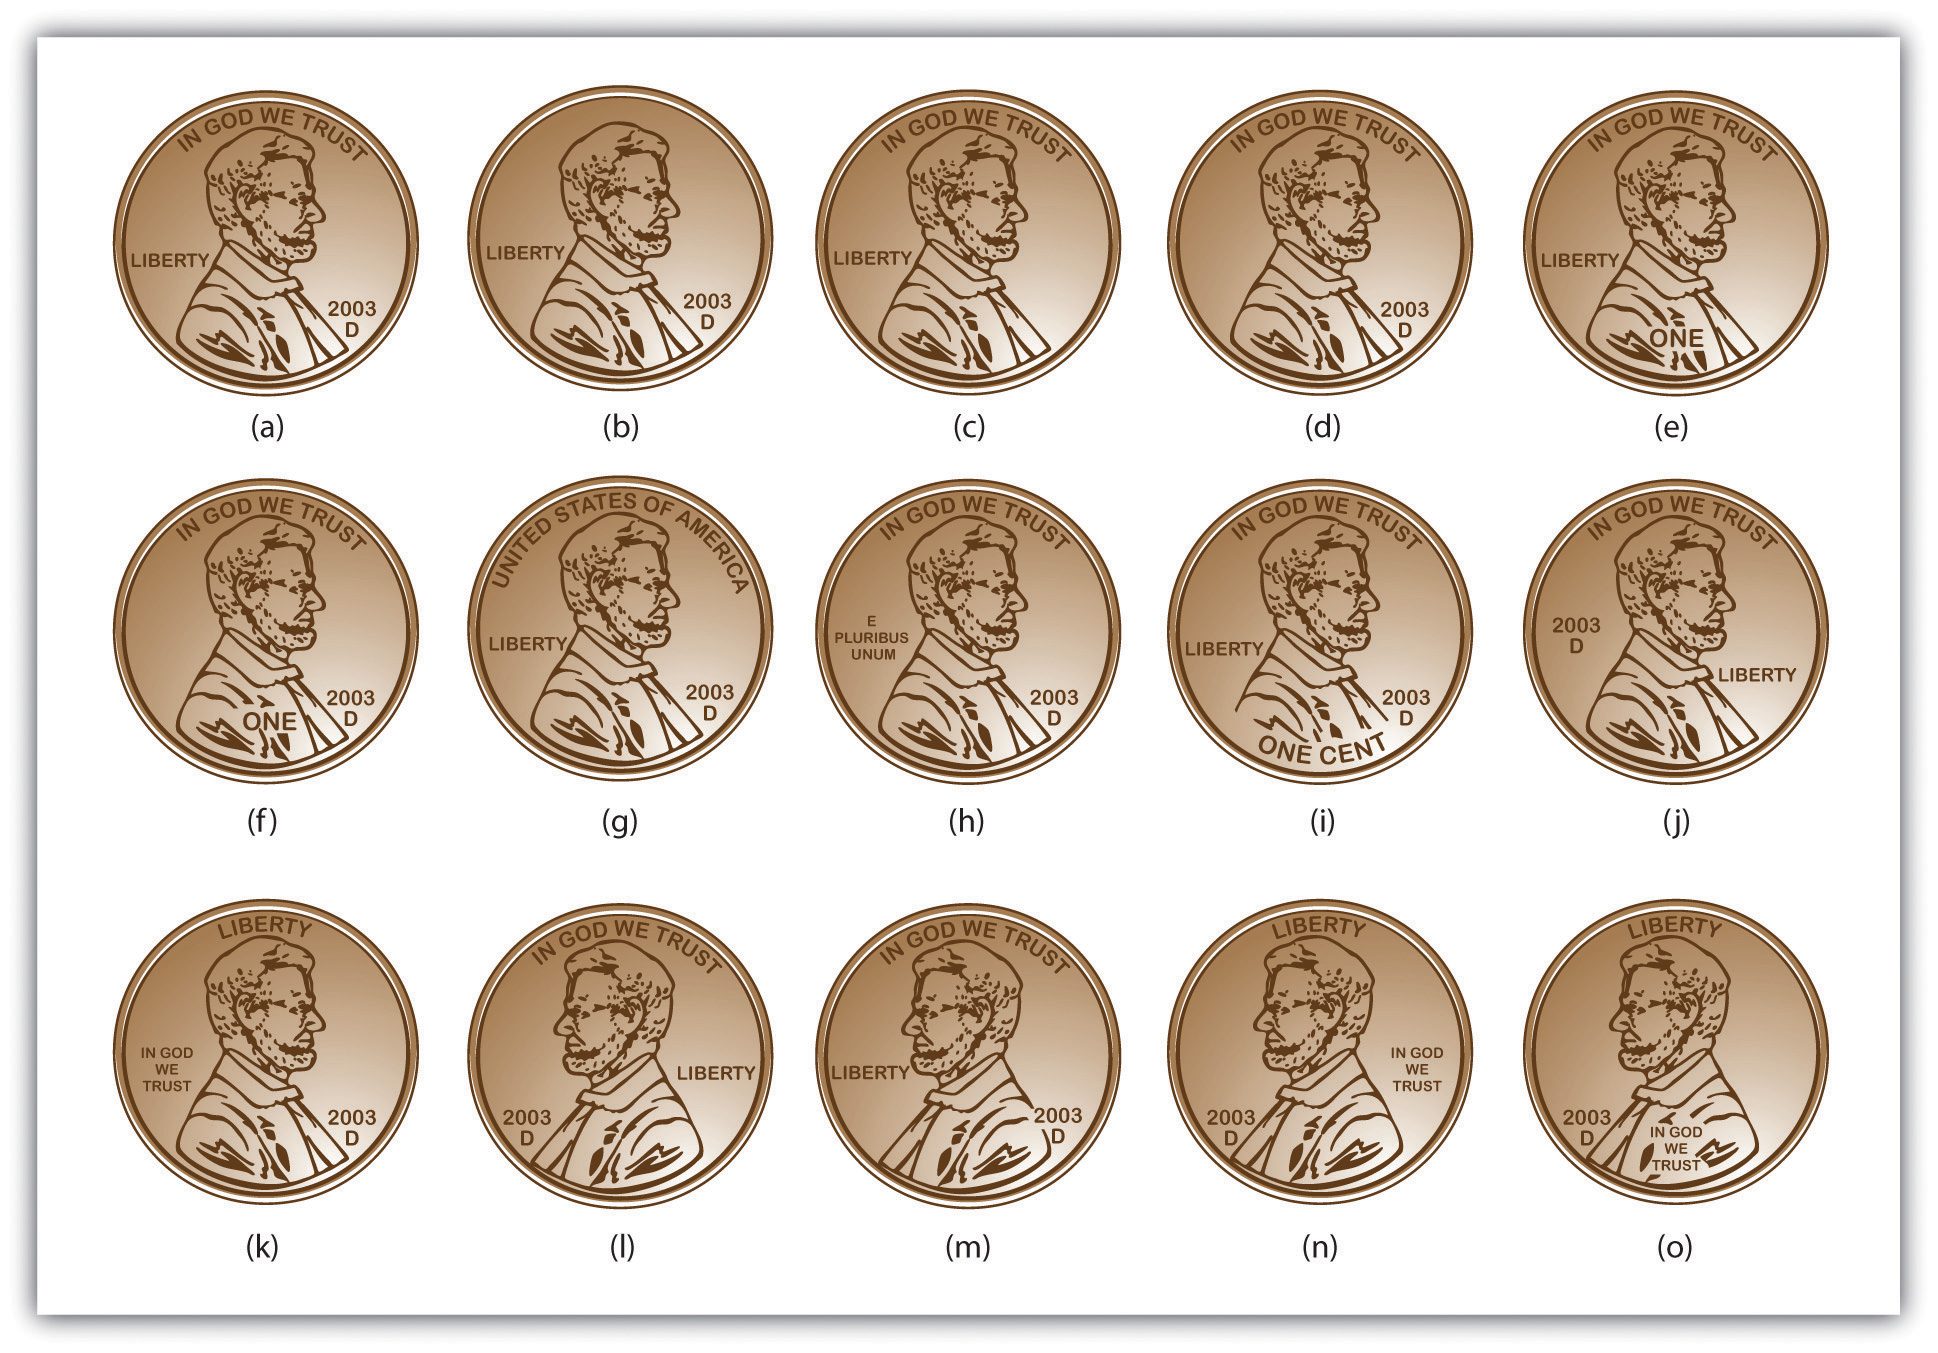 IN GOD WE TRUST
LIBERTY
2003
D
(a)
LIBERTY
2003
D
(b)
IN GOD WE TRUST
LIBERTY
(c)
IN GOD WE TRUST
2003
D
(d)
IN GOD WE TRUST
LIBERTY
ONE
(e)
IN GOD WE TRUST
ONE
2003
D
(f)
UNITED STATES OF AMERICA
LIBERTY
2003
D
(g)
IN GOD WE TRUST
E
PLURIBUS
UNUM
2003
D
(h)
IN GOD WE TRUST
LIBERTY
2003
D
ONE CENT
(i)
IN GOD WE TRUST
2003
D
LIBERTY
(j)
LIBERTY
IN GOD
WE
TRUST
2003
D
(k)
IN GOD WE TRUST
LIBERTY
2003
D
(l)
IN GOD WE TRUST
LIBERTY
2003
D
(m)
LIBERTY
IN GOD
WE
TRUST
2003
D
(n)
LIBERTY
2003
D
IN GOD
WE
TRUST
(o)